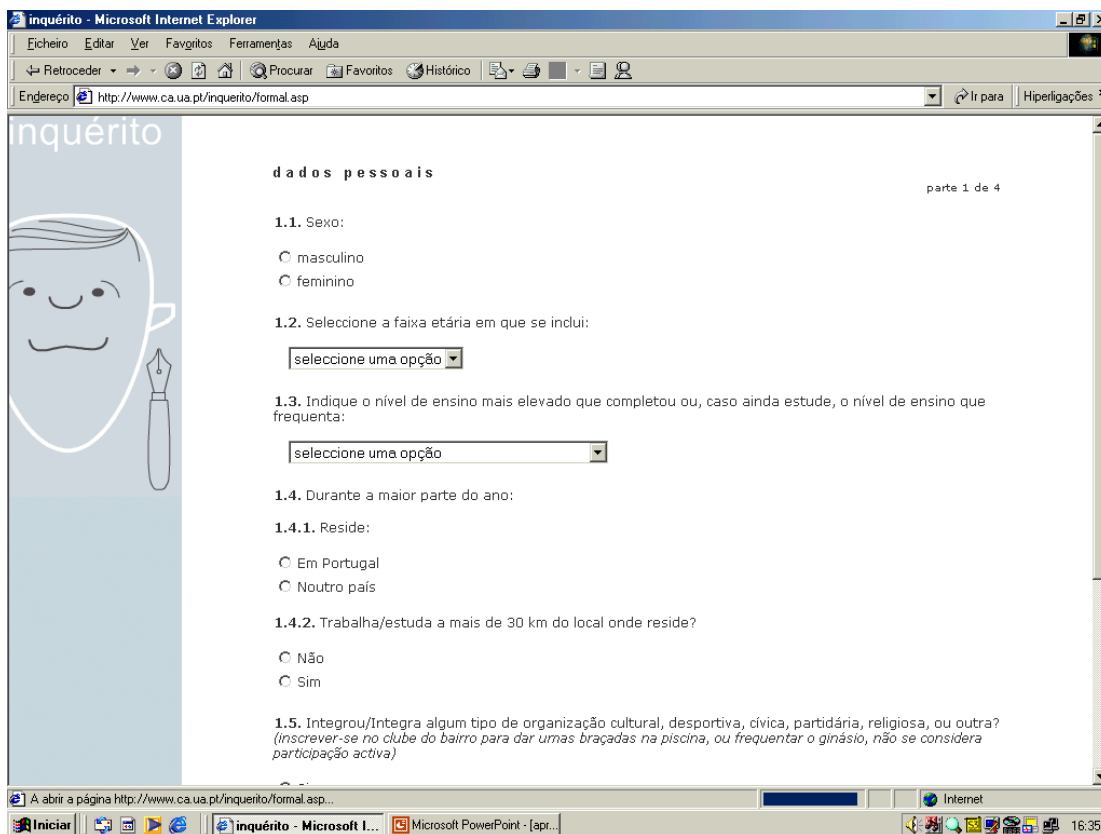 inquérito - Microsoft Internet Explorer
Ficheiro Editar Ver Favoritos Ferramentas Ajuda
Retroceder Procurar Favoritos Histórico
Endereço http://www.ca.ua.pt/inquerito/formal.asp Ir para Hiperligações
inquérito
dados pessoais
parte 1 de 4
1.1. Sexo:
masculino
feminino
1.2. Seleccione a faixa etária em que se inclui:
seleccione uma opção
1.3. Indique o nível de ensino mais elevado que completou ou, caso ainda estude, o nível de ensino que
frequenta:
seleccione uma opção
1.4. Durante a maior parte do ano:
1.4.1. Reside:
Em Portugal
Noutro país
1.4.2. Trabalha/estuda a mais de 30 km do local onde reside?
Não
Sim
1.5. Integrou/Integra algum tipo de organização cultural, desportiva, cívica, partidária, religiosa, ou outra?
(inscrever-se no clube do bairro para dar umas braçadas na piscina, ou frequentar o ginásio, não se considera
participação activa)
A abrir a página http://www.ca.ua.pt/inquerito/formal.asp... Internet
Iniciar inquérito - Microsoft I... Microsoft PowerPoint - [apr... 16:35